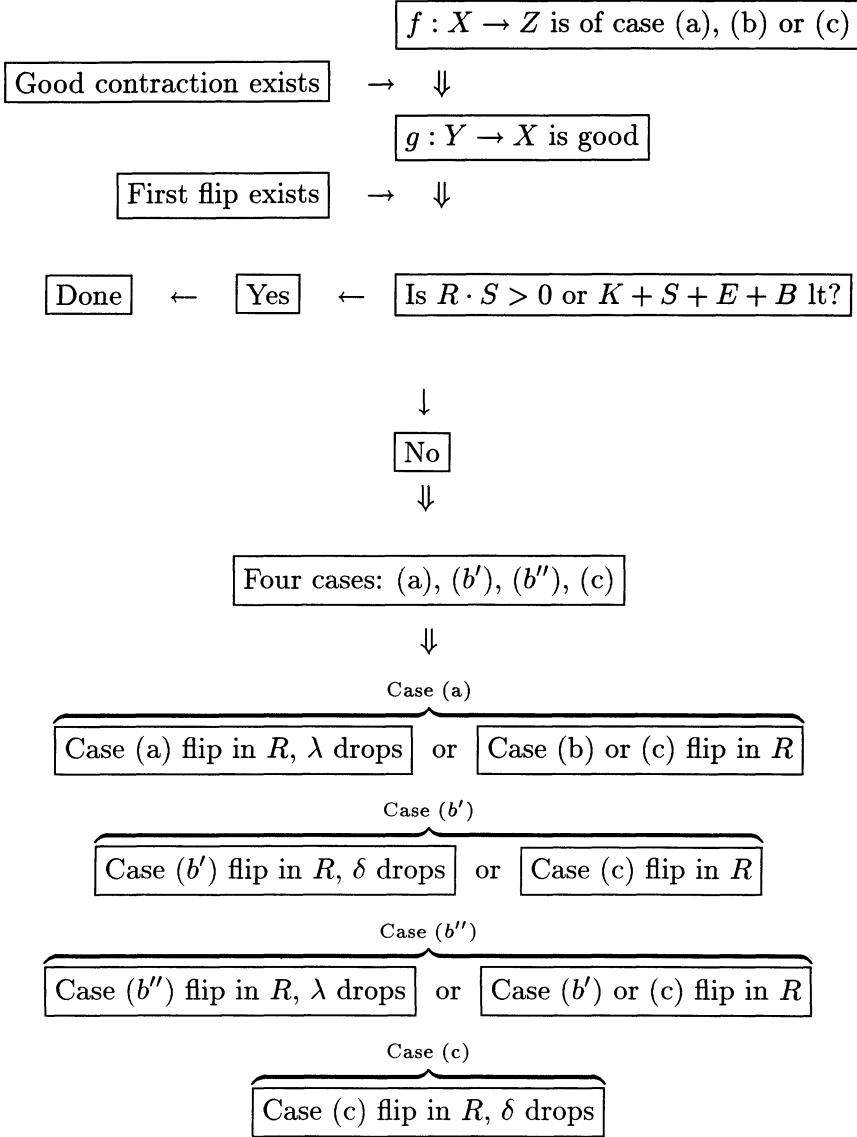 f : X → Z is of case (a), (b) or (c)
Good contraction exists → ⇓
g : Y → X is good
First flip exists → ⇓
Done ← Yes ← Is R · S > 0 or K + S + E + B lt?
↓
No
⇓
Four cases: (a), (b′), (b″), (c)
⇓
Case (a)
Case (a) flip in R, λ drops or Case (b) or (c) flip in R
Case (b′)
Case (b′) flip in R, δ drops or Case (c) flip in R
Case (b″)
Case (b″) flip in R, λ drops or Case (b′) or (c) flip in R
Case (c)
Case (c) flip in R, δ drops